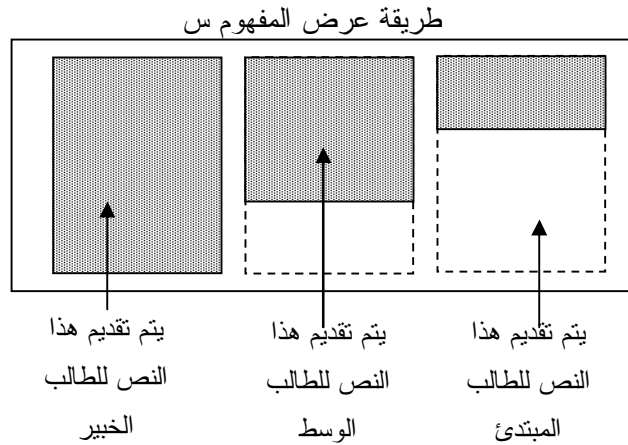 طريقة عرض المفهوم س
يتم تقديم هذا
النص للطالب
المبتدئ
يتم تقديم هذا
النص للطالب
الوسط
يتم تقديم هذا
النص للطالب
الخبير